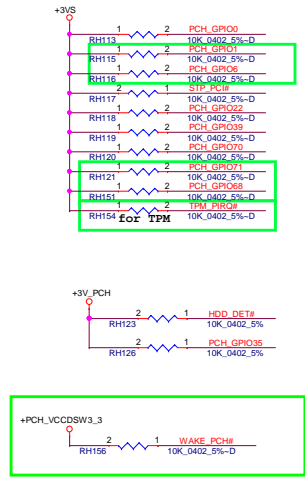 +3VS
1 2 PCH_GPIO0
RH113 10K_0402_5%~D
1 2 PCH_GPIO1
RH115 10K_0402_5%~D
1 2 PCH_GPIO6
RH116 10K_0402_5%~D
2 1 STP_PCI#
RH117 10K_0402_5%~D
1 2 PCH_GPIO22
RH118 10K_0402_5%~D
1 2 PCH_GPIO39
RH119 10K_0402_5%~D
1 2 PCH_GPIO70
RH120 10K_0402_5%~D
1 2 PCH_GPIO71
RH121 10K_0402_5%~D
1 2 PCH_GPIO68
RH151 10K_0402_5%~D
1 2 TPM_PIRQ#
RH154 for TPM 10K_0402_5%~D
+3V_PCH
2 1 HDD_DET#
RH123 10K_0402_5%
2 1 PCH_GPIO35
RH126 10K_0402_5%
+PCH_VCCDSW3_3
2 1 WAKE_PCH#
RH156 10K_0402_5%~D